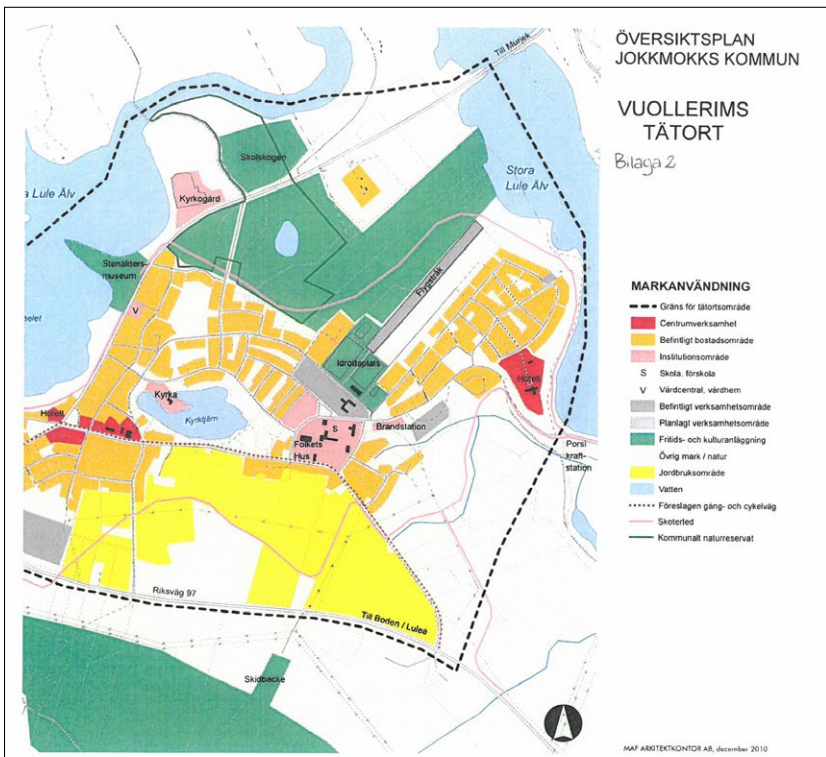 ÖVERSIKTSPLAN
JOKKMOKKS KOMMUN
VUOLLERIMS
TÄTORT
Bilaga 2
Till Murjek
Skolskogen
Kyrkogård
Stora
Lule Älv
a Lule Älv
Stenålders-
museum
Flygstråk
V
selet
Idrottsplats
Hotell
Kyrka
Kyrktjärn
Hotell
S
Brandstation
Folkets
Hus
Porsi
kraft-
station
Riksväg 97
Till Boden / Luleå
Skidbacke
MARKANVÄNDNING
Gräns för tätortsområde
Centrumverksamhet
Befintligt bostadsområde
Institutionsområde
S Skola, förskola
V Vårdcentral, vårdhem
Befintligt verksamhetsområde
Planlagt verksamhetsområde
Fritids- och kulturanläggning
Övrig mark / natur
Jordbruksområde
Vatten
Föreslagen gång- och cykelväg
Skoterled
Kommunalt naturreservat
MAF ARKITEKTKONTOR AB, december 2010